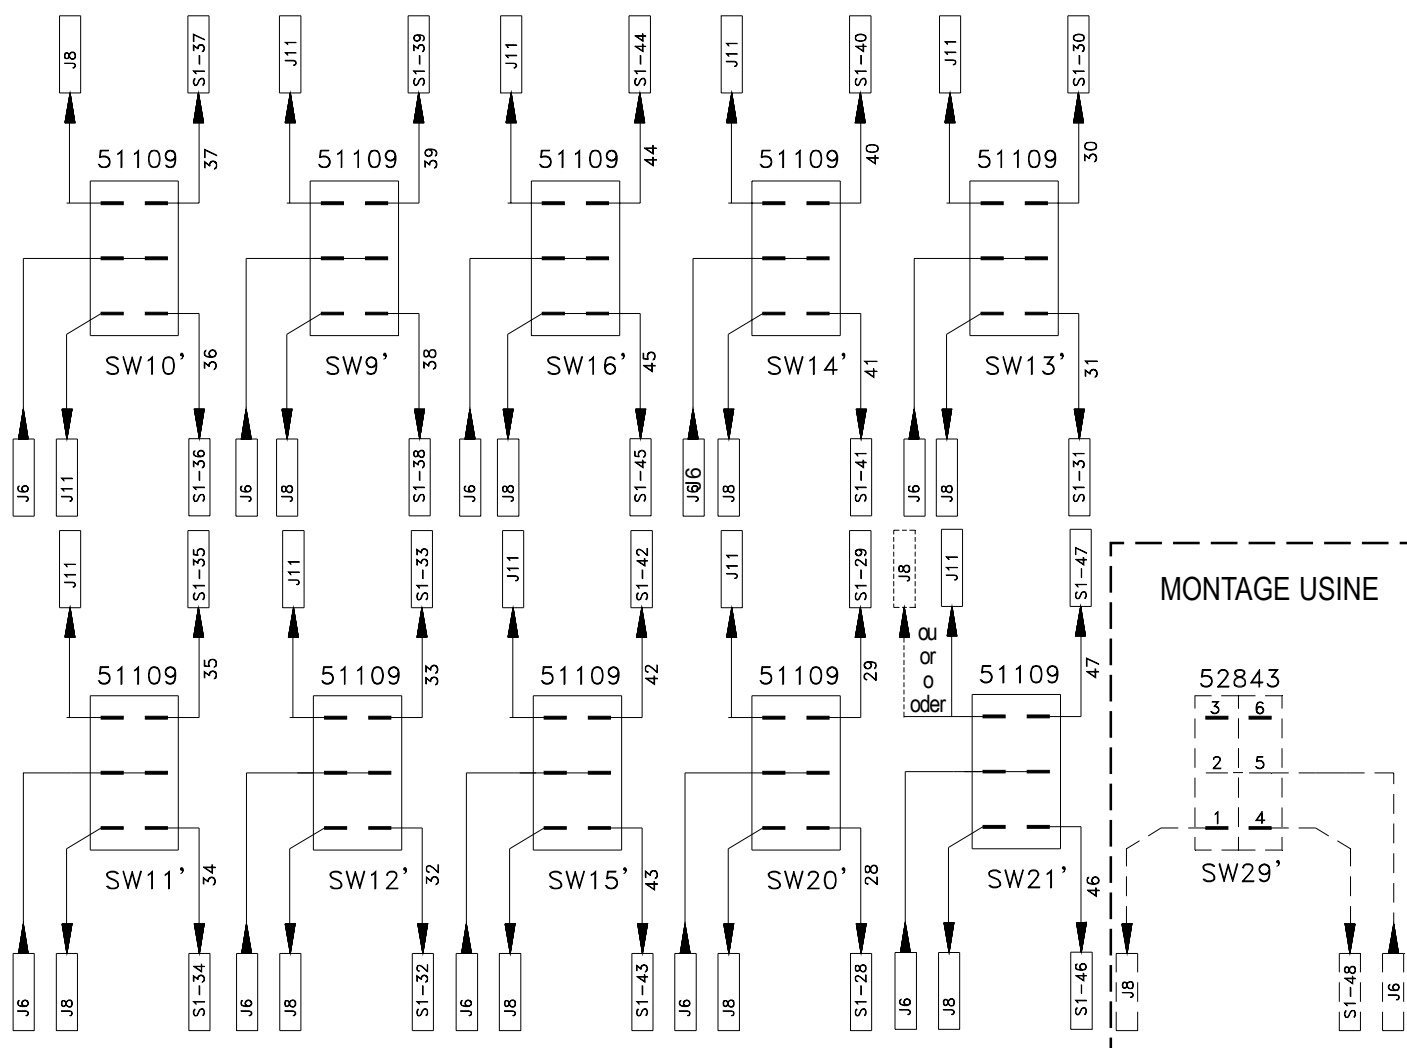 J8
S1-37
J11
S1-39
J11
S1-44
J11
S1-40
J11
S1-30
51109
37
51109
39
51109
44
51109
40
51109
30
SW10’
36
SW9’
38
SW16’
45
SW14’
41
SW13’
31
J6
J11
S1-36
J6
J8
S1-38
J6
J8
S1-45
J6
J6
J8
S1-41
J6
J8
S1-31
J11
S1-35
J11
S1-33
J11
S1-42
J11
S1-29
J8
J11
S1-47
MONTAGE USINE
ou
or
o
oder
51109
35
51109
33
51109
42
51109
29
51109
47
52843
3 6
2 5
1 4
SW11’
34
SW12’
32
SW15’
43
SW20’
28
SW21’
46
SW29’
J6
J8
S1-34
J6
J8
S1-32
J6
J8
S1-43
J6
J8
S1-28
J6
J8
S1-46
J8
S1-48
J6